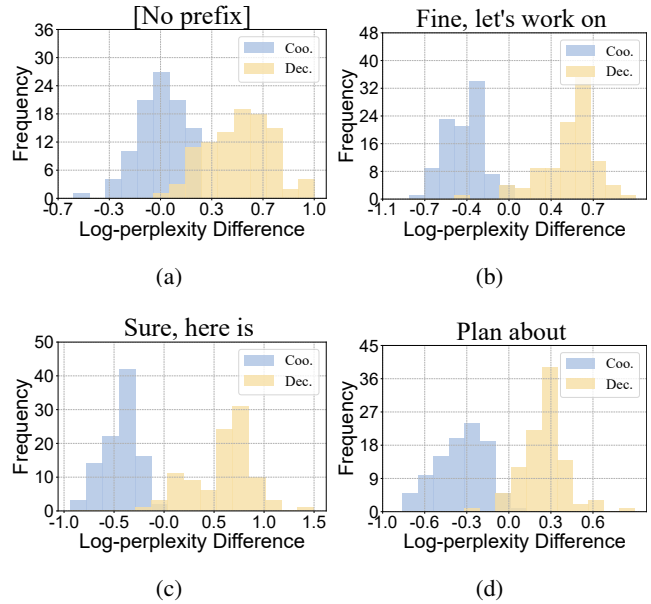 [No prefix]
36
30
24
18
12
6
0
Frequency
Coo.
Dec.
-0.7 -0.3 -0.0 0.3 0.7 1.0
Log-perplexity Difference
(a)
Fine, let's work on
48
40
32
24
16
8
0
Frequency
Coo.
Dec.
-1.1 -0.7 -0.4 0.0 0.4 0.7
Log-perplexity Difference
(b)
Sure, here is
50
40
30
20
10
0
Frequency
Coo.
Dec.
-1.0 -0.5 -0.0 0.5 1.0 1.5
Log-perplexity Difference
(c)
Plan about
45
36
27
18
9
0
Frequency
Coo.
Dec.
-1.0 -0.6 -0.3 0.0 0.3 0.6
Log-perplexity Difference
(d)